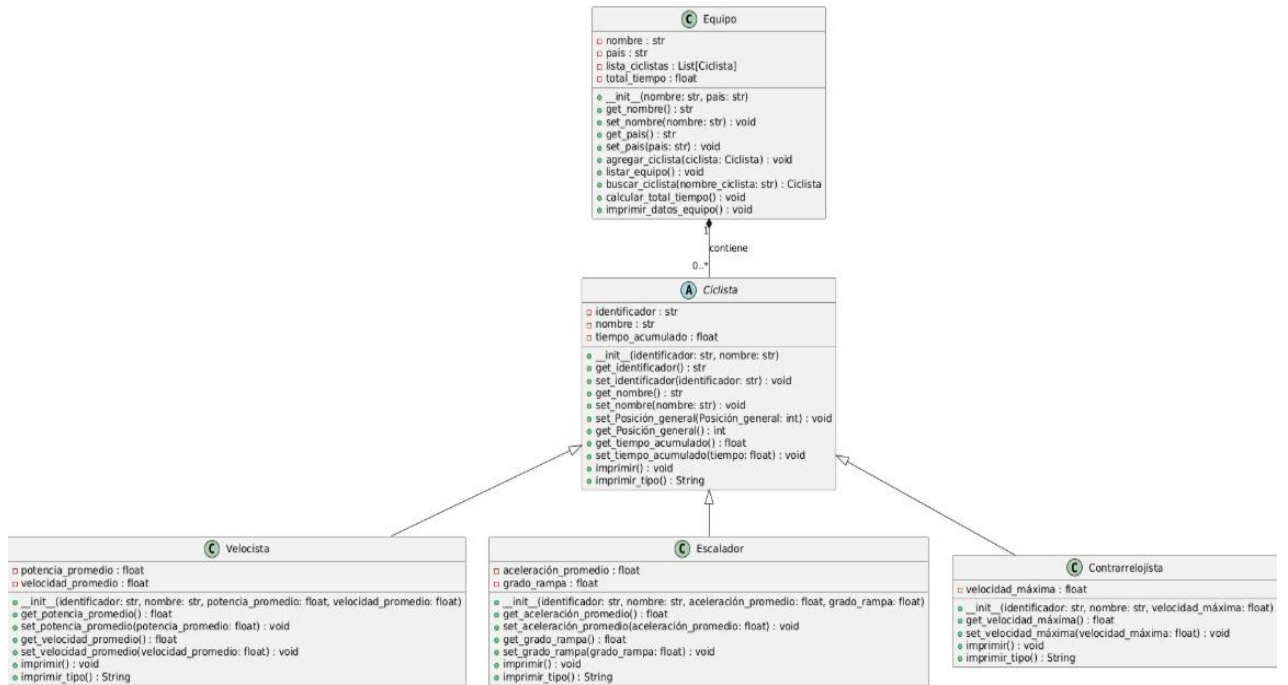 C Equipo
nombre : str
pais : str
lista_ciclistas : List[Ciclista]
total_tiempo : float
__init__(nombre: str, pais: str)
get_nombre() : str
set_nombre(nombre: str) : void
get_pais() : str
set_pais(pais: str) : void
agregar_ciclista(ciclista: Ciclista) : void
listar_equipo() : void
buscar_ciclista(nombre_ciclista: str) : Ciclista
calcular_total_tiempo() : void
imprimir_datos_equipo() : void
1
contiene
0..*
A Ciclista
identificador : str
nombre : str
tiempo_acumulado : float
__init__(identificador: str, nombre: str)
get_identificador() : str
set_identificador(identificador: str) : void
get_nombre() : str
set_nombre(nombre: str) : void
set_Posición_general(Posición_general: int) : void
get_Posición_general() : int
get_tiempo_acumulado() : float
set_tiempo_acumulado(tiempo: float) : void
imprimir() : void
imprimir_tipo() : String
C Velocista
potencia_promedio : float
velocidad_promedio : float
__init__(identificador: str, nombre: str, potencia_promedio: float, velocidad_promedio: float)
get_potencia_promedio() : float
set_potencia_promedio(potencia_promedio: float) : void
get_velocidad_promedio() : float
set_velocidad_promedio(velocidad_promedio: float) : void
imprimir() : void
imprimir_tipo() : String
C Escalador
aceleración_promedio : float
grado_rampa : float
__init__(identificador: str, nombre: str, aceleración_promedio: float, grado_rampa: float)
get_aceleración_promedio() : float
set_aceleración_promedio(aceleración_promedio: float) : void
get_grado_rampa() : float
set_grado_rampa(grado_rampa: float) : void
imprimir() : void
imprimir_tipo() : String
C Contrarrelojista
velocidad_máxima : float
__init__(identificador: str, nombre: str, velocidad_máxima: float)
get_velocidad_máxima() : float
set_velocidad_máxima(velocidad_máxima: float) : void
imprimir() : void
imprimir_tipo() : String